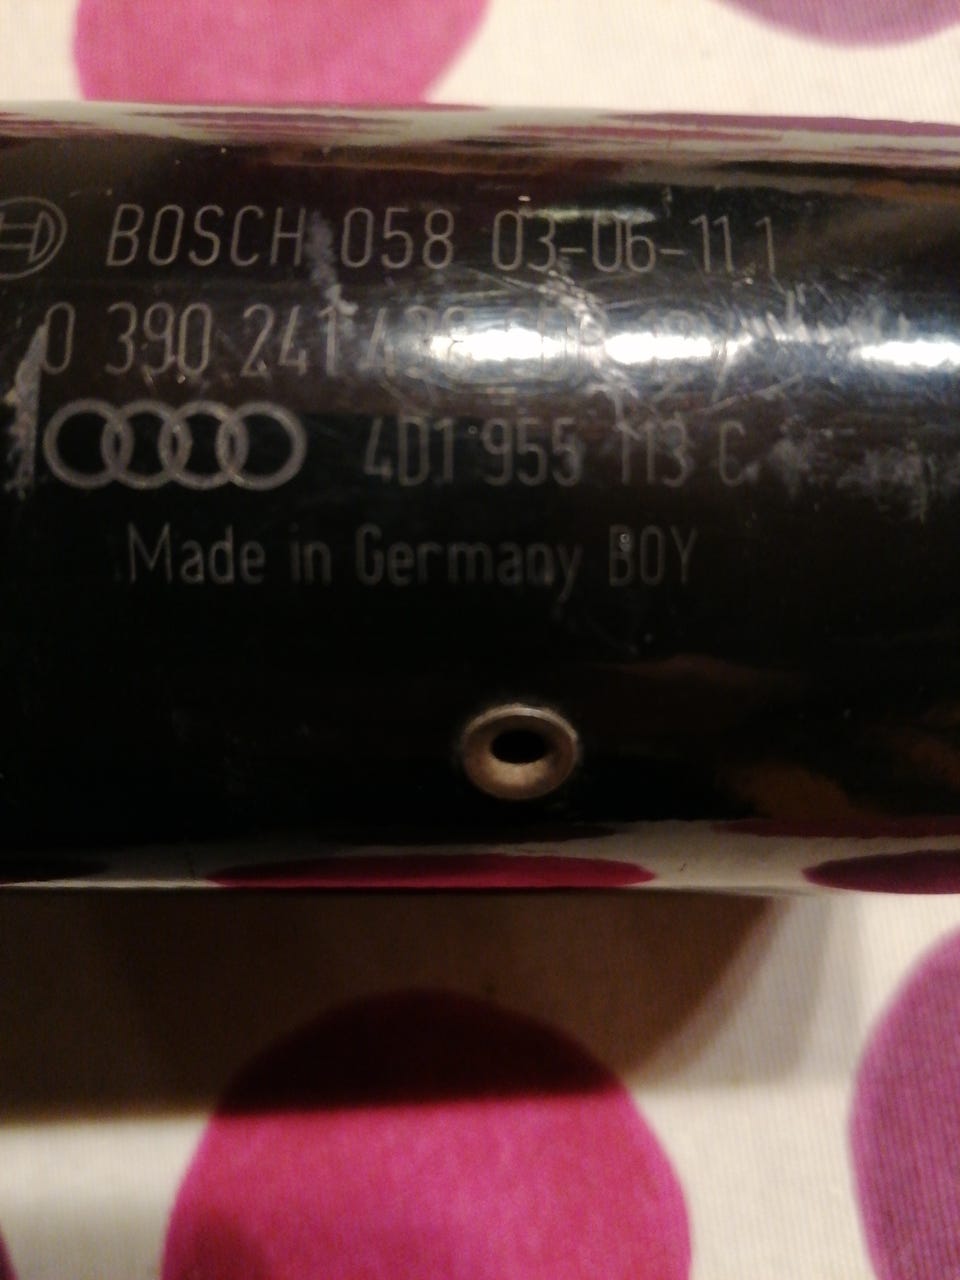 BOSCH 058 03-06-11.1
0 390 241
4D1 955 113 C
Made in Germany BOY